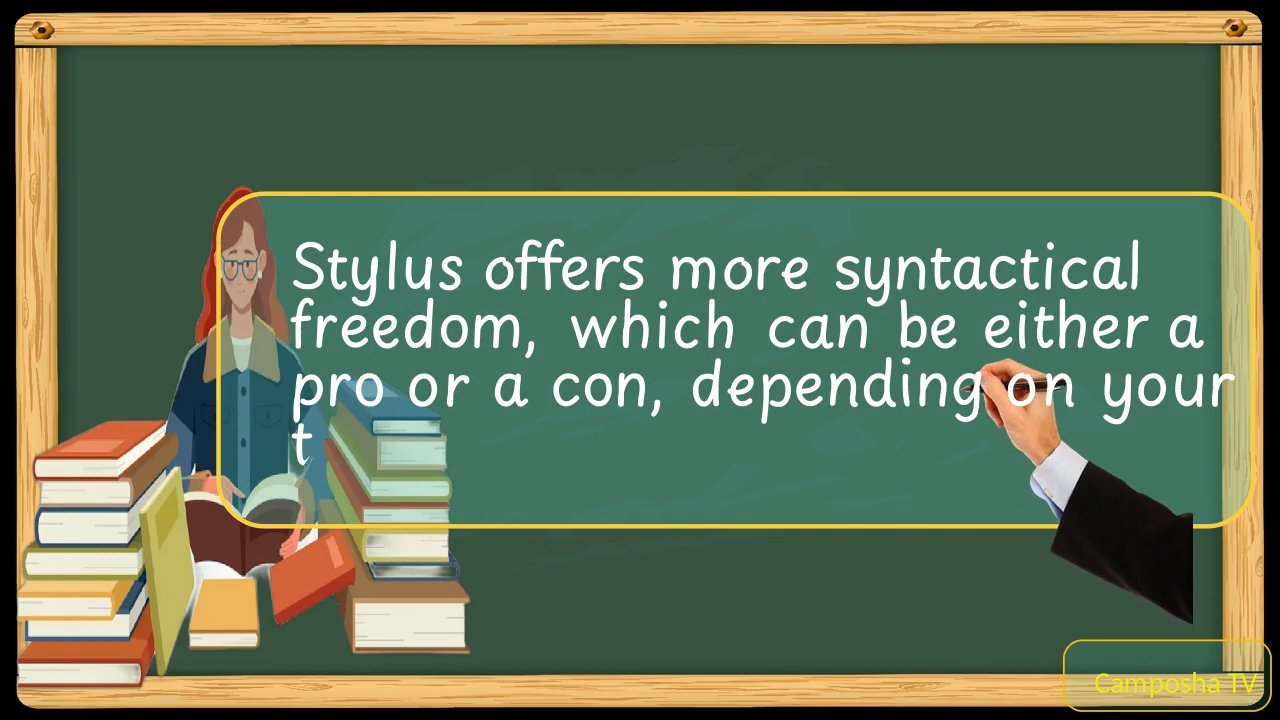 Stylus offers more syntactical
freedom, which can be either a
pro or a con, depending on your
t
Camposha TV